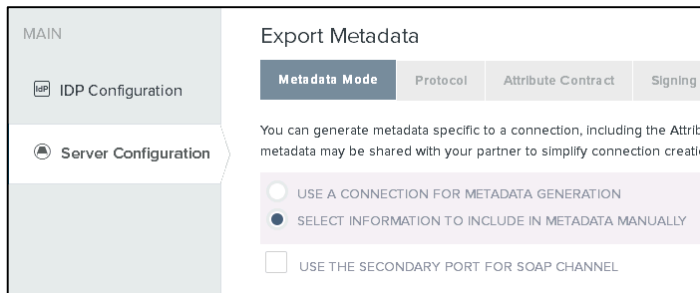 MAIN
Export Metadata
IdP IDP Configuration
Metadata Mode Protocol Attribute Contract Signing
You can generate metadata specific to a connection, including the Attrib
Server Configuration
metadata may be shared with your partner to simplify connection creati
USE A CONNECTION FOR METADATA GENERATION
SELECT INFORMATION TO INCLUDE IN METADATA MANUALLY
USE THE SECONDARY PORT FOR SOAP CHANNEL